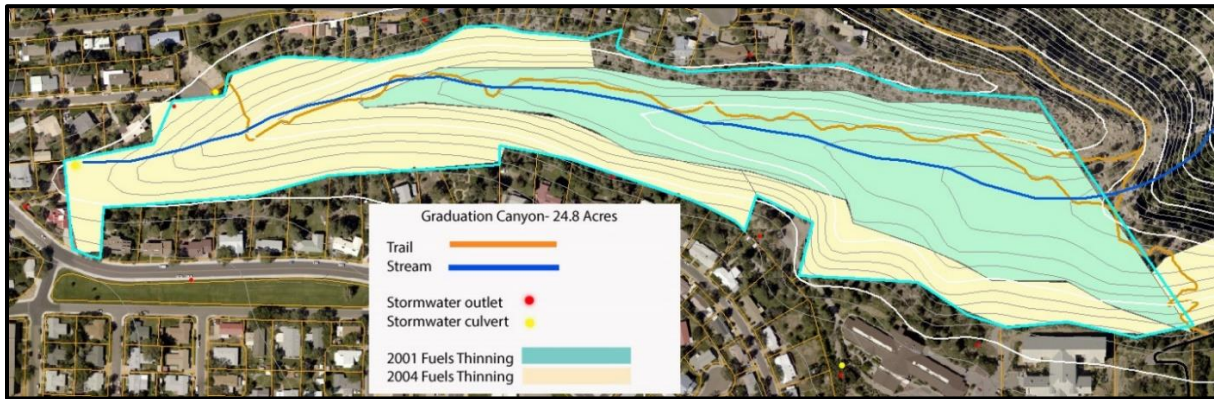 Graduation Canyon- 24.8 Acres
Trail
Stream
Stormwater outlet
Stormwater culvert
2001 Fuels Thinning
2004 Fuels Thinning